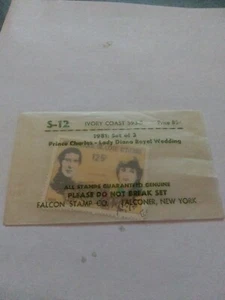 S-12 IVORY COAST
1981, Set of 3
Prince Charles - Lady Diana Royal Wedding
ALL STAMPS GUARANTEED GENUINE
PLEASE DO NOT BREAK SET
FALCON STAMP CO. FALCONER, NEW YORK